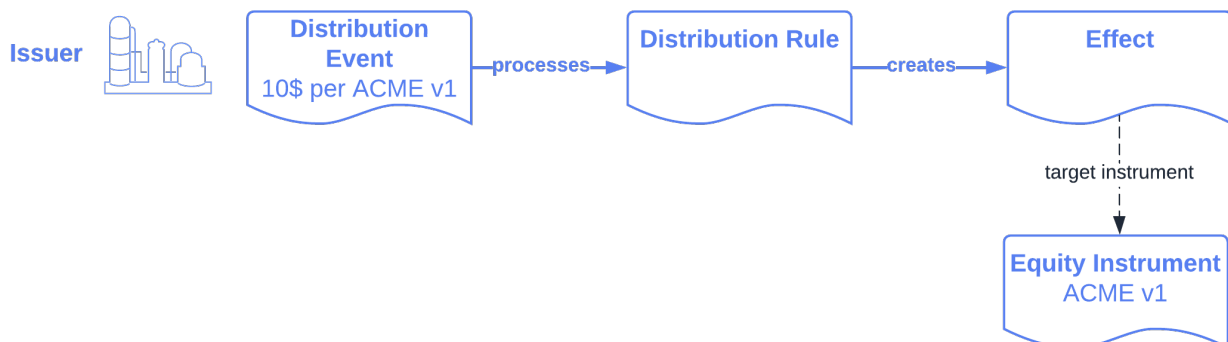 Issuer
Distribution
Event
10$ per ACME v1
processes
Distribution Rule
creates
Effect
target instrument
Equity Instrument
ACME v1